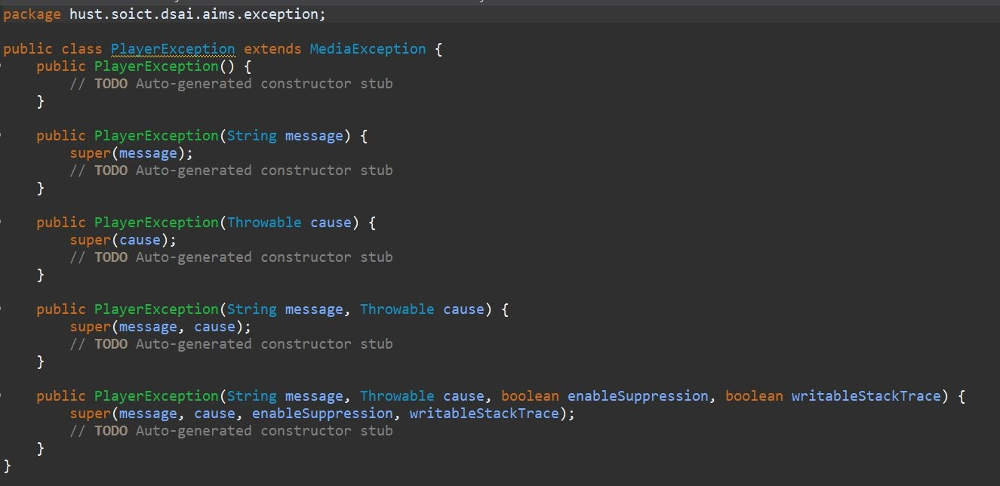 package hust.soict.dsai.aims.exception;
public class PlayerException extends MediaException {
public PlayerException() {
// TODO Auto-generated constructor stub
}
public PlayerException(String message) {
super(message);
// TODO Auto-generated constructor stub
}
public PlayerException(Throwable cause) {
super(cause);
// TODO Auto-generated constructor stub
}
public PlayerException(String message, Throwable cause) {
super(message, cause);
// TODO Auto-generated constructor stub
}
public PlayerException(String message, Throwable cause, boolean enableSuppression, boolean writableStackTrace) {
super(message, cause, enableSuppression, writableStackTrace);
// TODO Auto-generated constructor stub
}
}